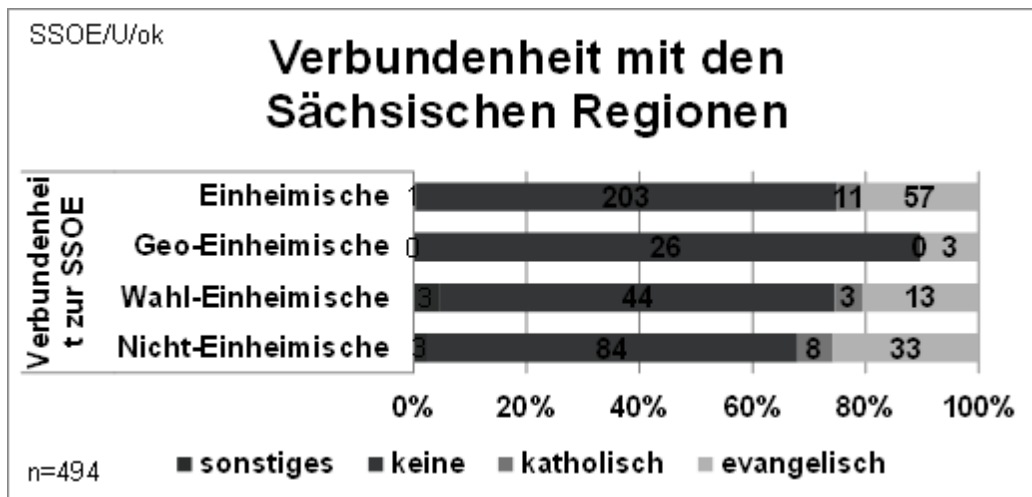 SSOE/U/ok
Verbundenheit mit den
Sächsischen Regionen
Verbundenhei
t zur SSOE
Einheimische 1 203 11 57
Geo-Einheimische 0 26 0 3
Wahl-Einheimische 3 44 3 13
Nicht-Einheimische 3 84 8 33
0% 20% 40% 60% 80% 100%
n=494 sonstiges keine katholisch evangelisch